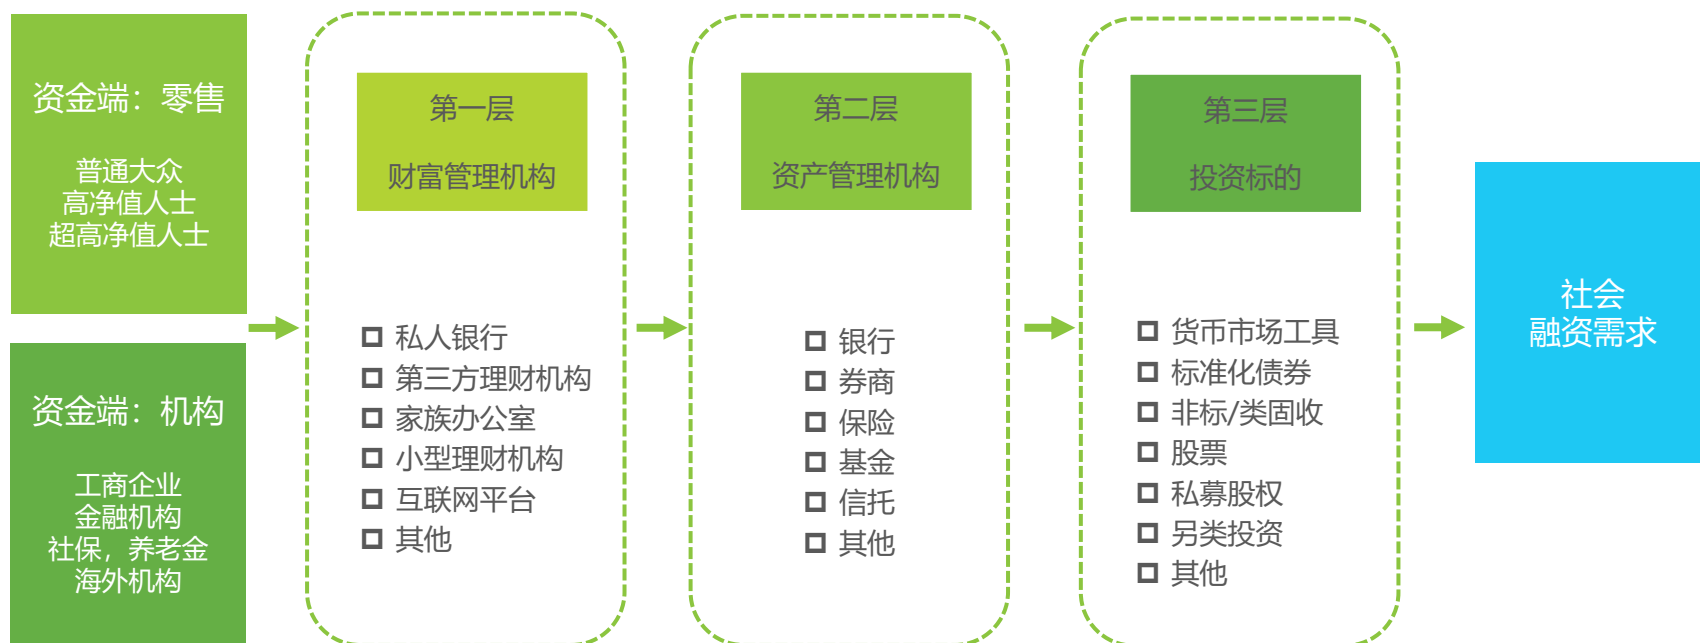 资金端：零售
普通大众
高净值人士
超高净值人士
资金端：机构
工商企业
金融机构
社保，养老金
海外机构
第一层
财富管理机构
私人银行
第三方理财机构
家族办公室
小型理财机构
互联网平台
其他
第二层
资产管理机构
银行
券商
保险
基金
信托
其他
第三层
投资标的
货币市场工具
标准化债券
非标/类固收
股票
私募股权
另类投资
其他
社会
融资需求